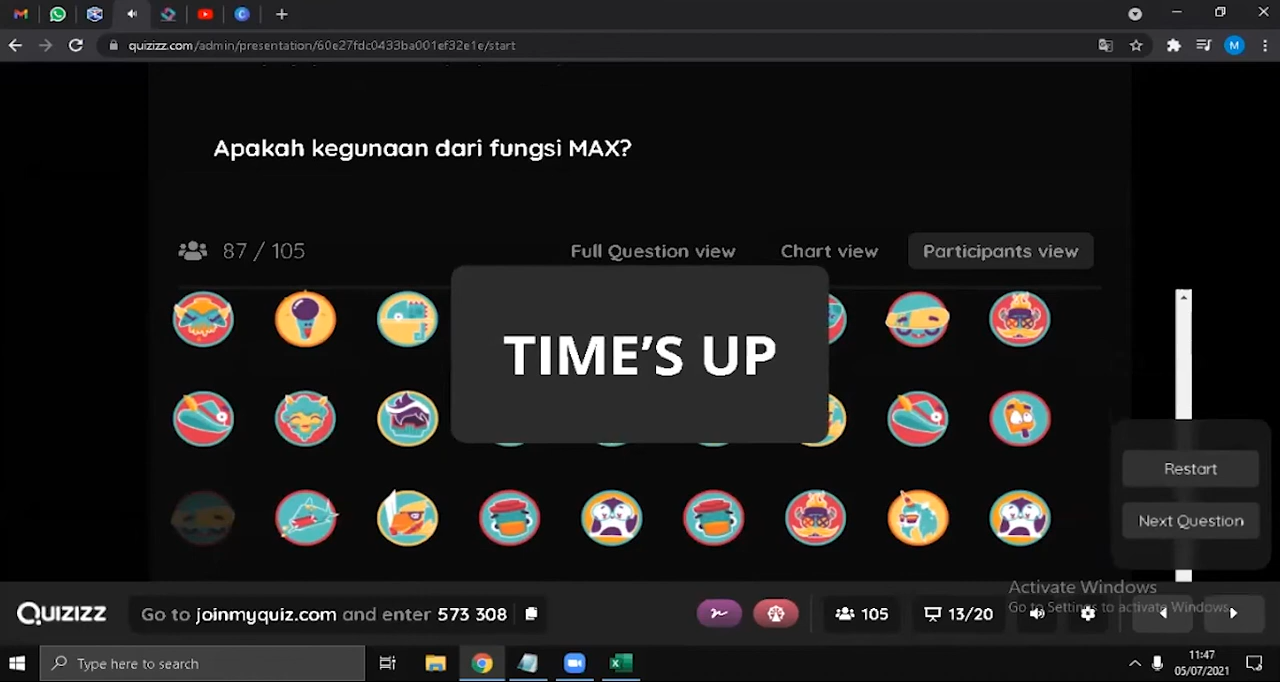 quizizz.com/admin/presentation/60e27fdc0433ba001ef32e1e/start
M
Apakah kegunaan dari fungsi MAX?
87 / 105
Full Question view
Chart view
Participants view
TIME'S UP
Restart
Next Question
Activate Windows
Go to Settings to activate Windows.
Quizizz
Go to joinmyquiz.com and enter 573 308
105
13/20
Type here to search
11:47
05/07/2021